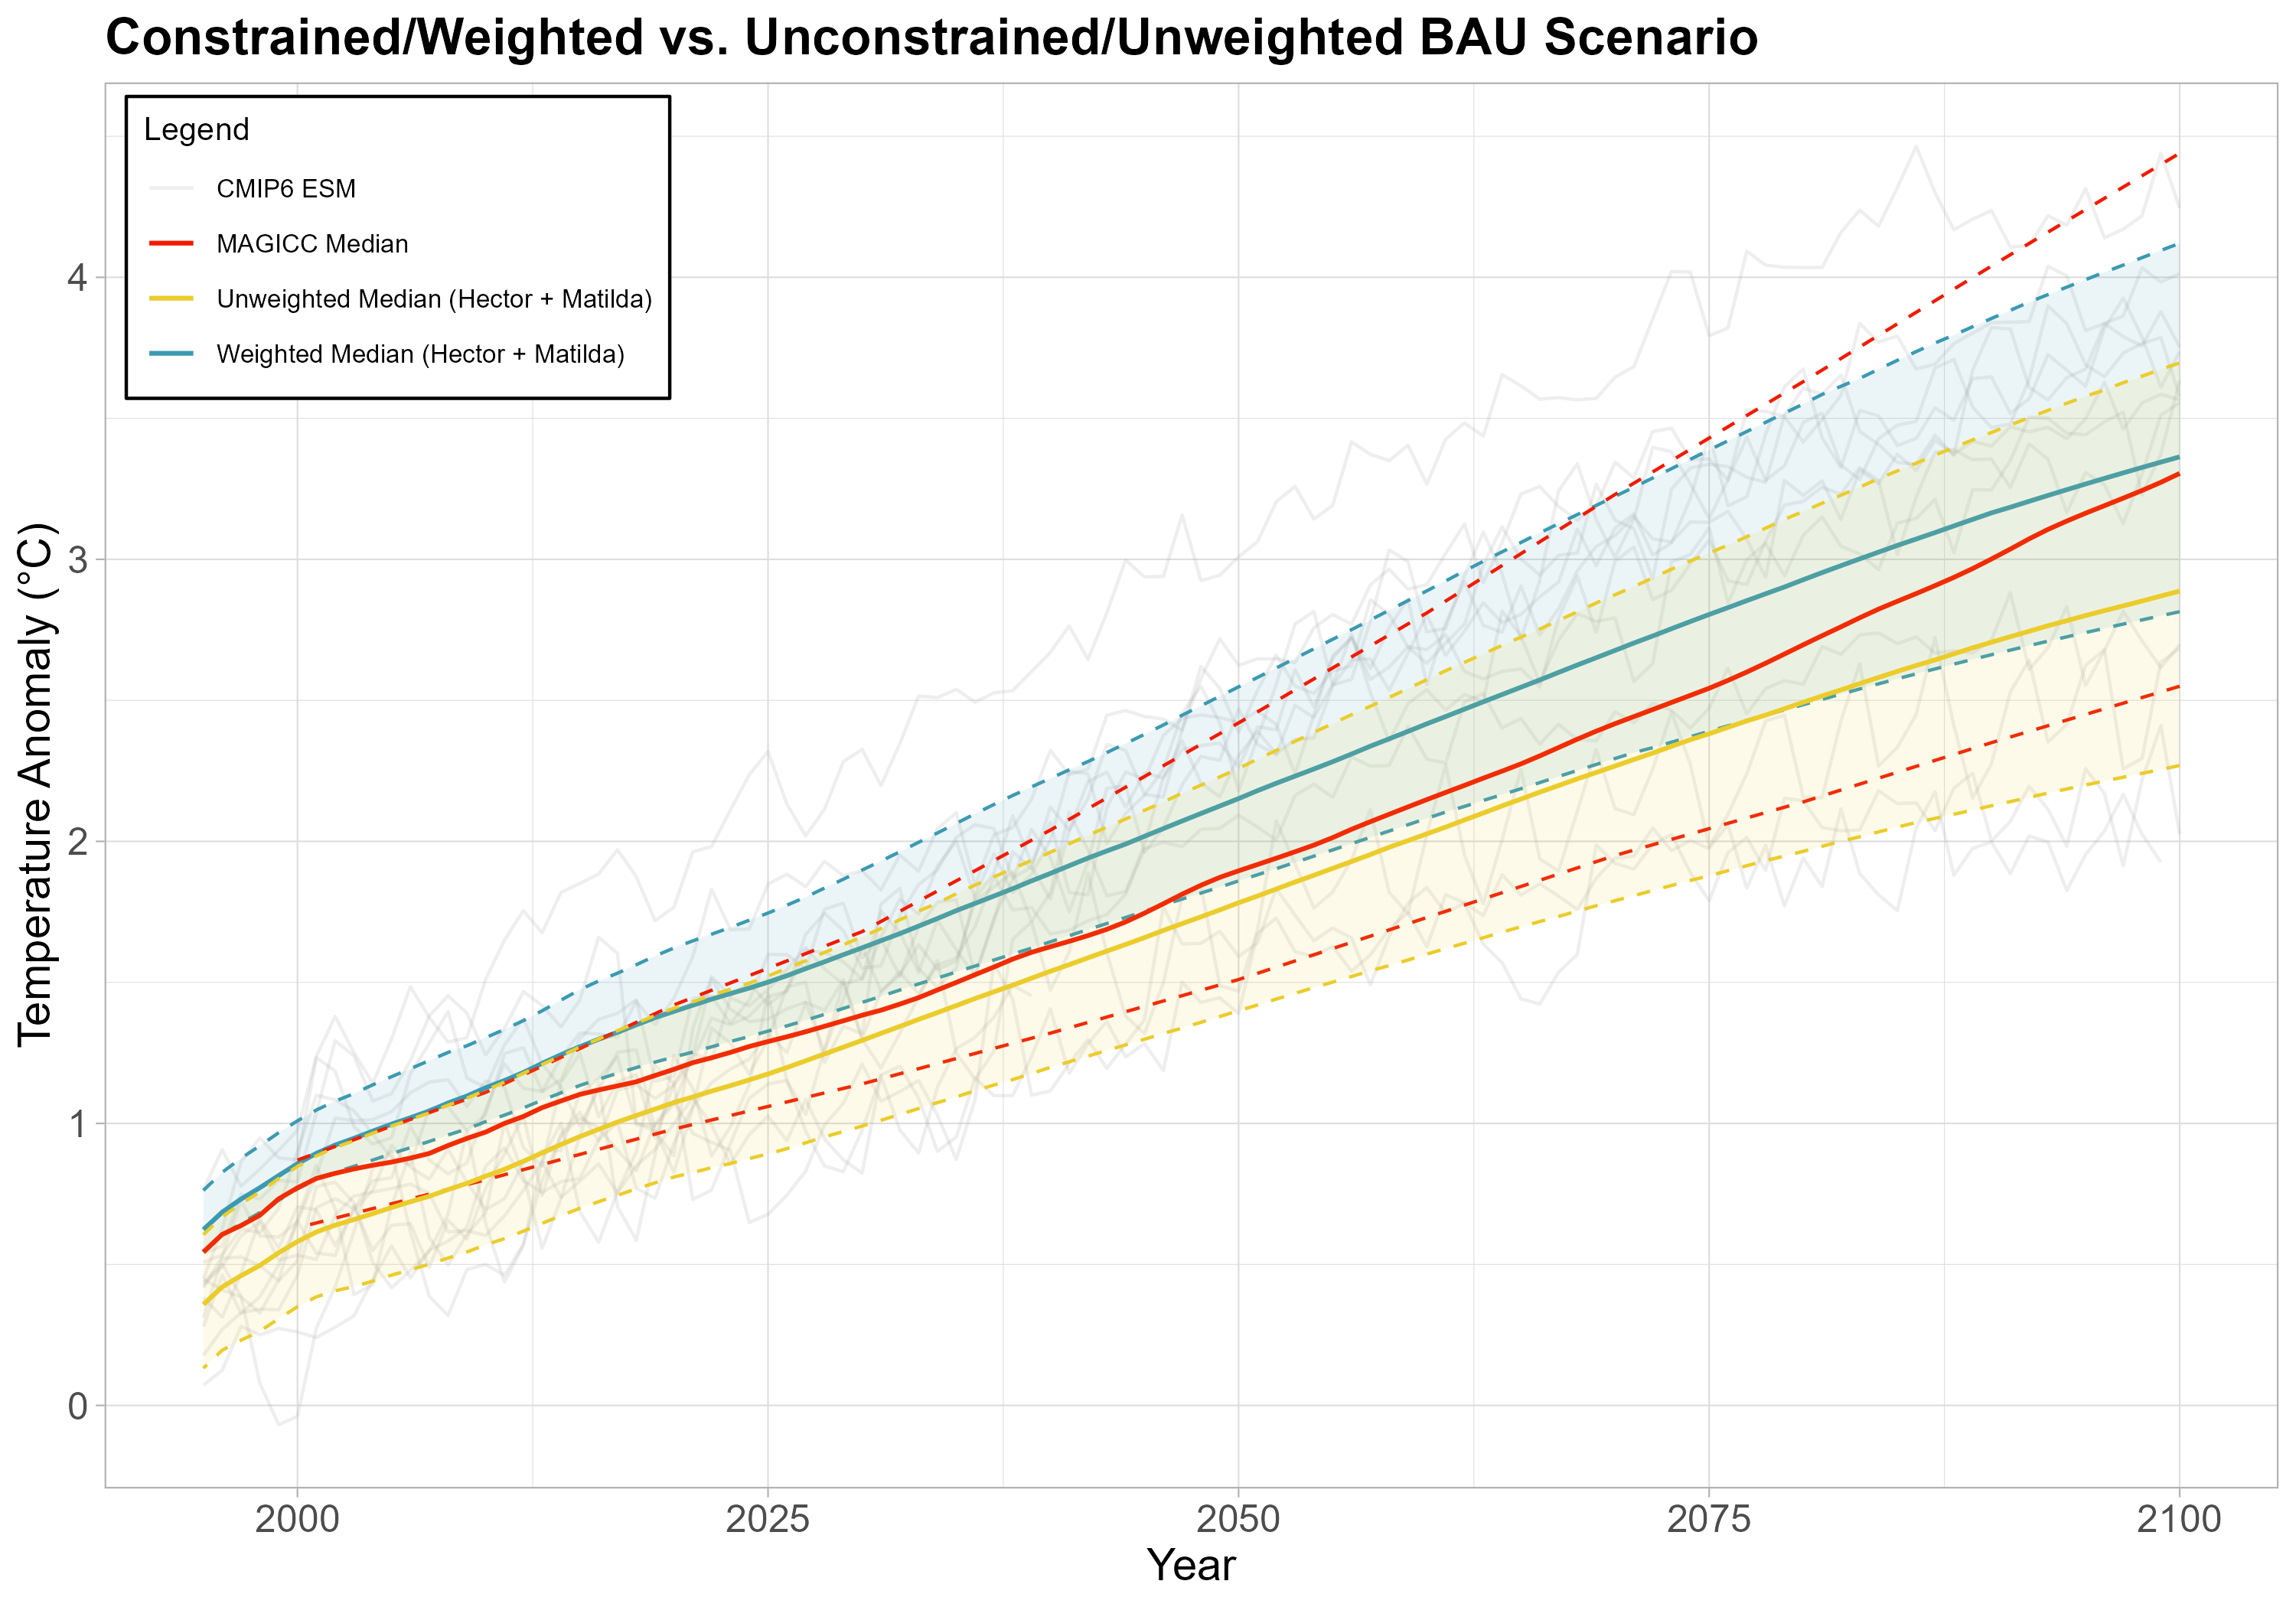 Constrained/Weighted vs. Unconstrained/Unweighted BAU Scenario
Legend
CMIP6 ESM
MAGICC Median
Unweighted Median (Hector + Matilda)
Weighted Median (Hector + Matilda)
Temperature Anomaly (°C)
4
3
2
1
0
2000
2025
2050
2075
2100
Year